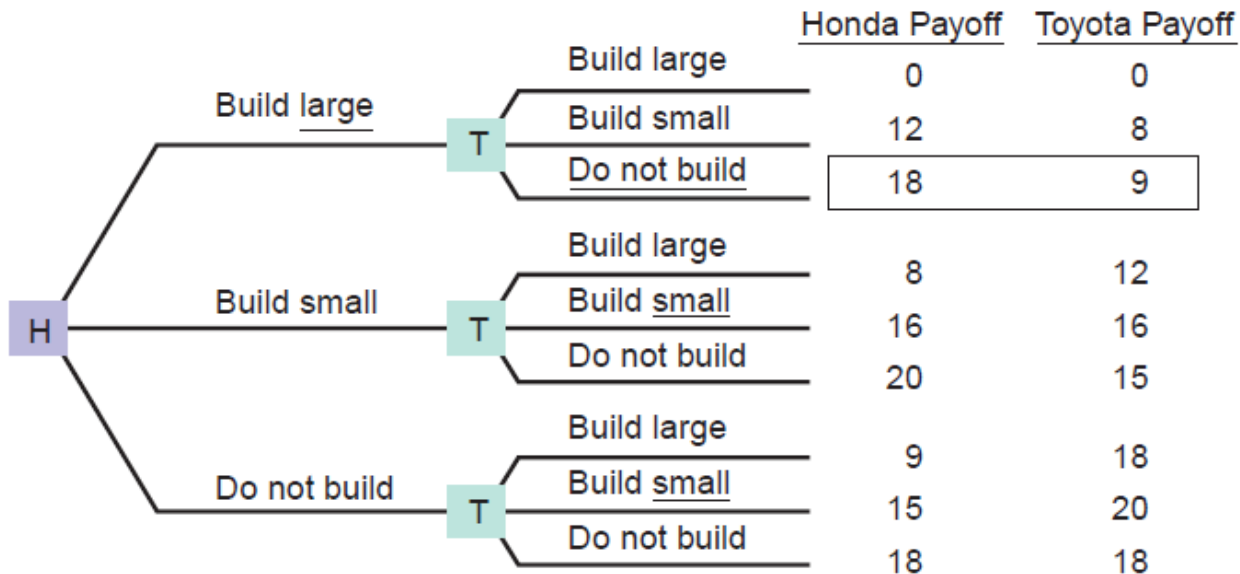 Honda Payoff Toyota Payoff
Build large 0 0
Build large
Build small 12 8
T
Do not build 18 9
Build large 8 12
Build small
Build small 16 16
H
T
Do not build 20 15
Build large 9 18
Do not build
Build small 15 20
T
Do not build 18 18